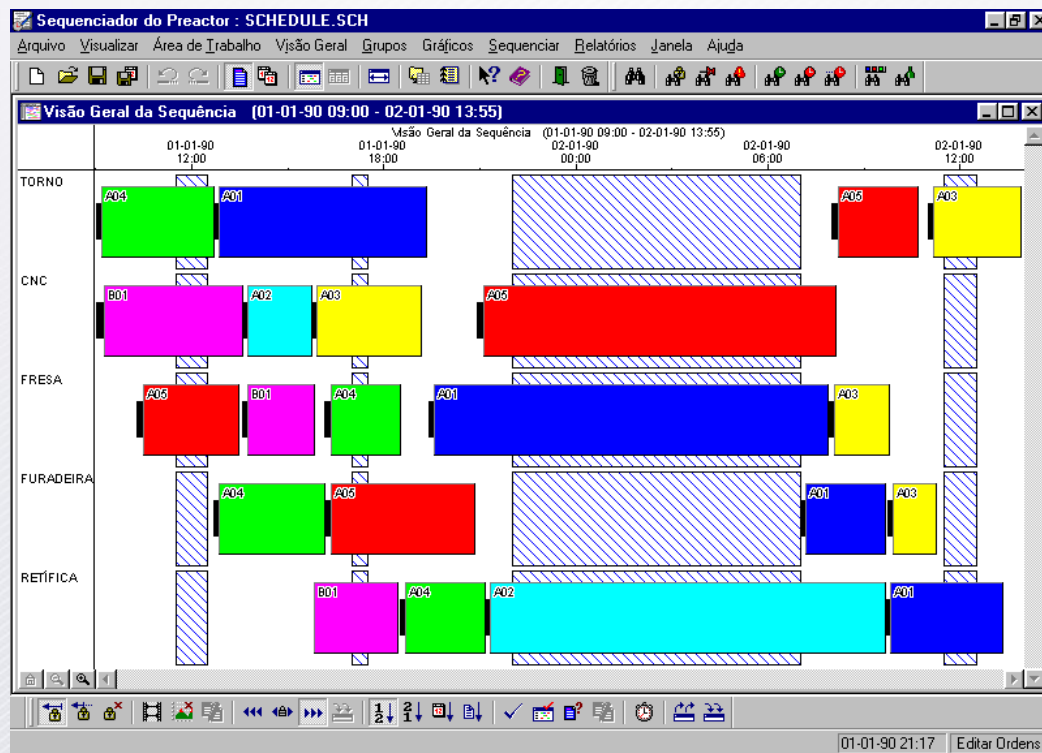 Sequenciador do Preactor : SCHEDULE.SCH
Arquivo Visualizar Área de Trabalho Visão Geral Grupos Gráficos Sequenciar Relatórios Janela Ajuda
Visão Geral da Sequência (01-01-90 09:00 - 02-01-90 13:55)
Visão Geral da Sequência (01-01-90 09:00 - 02-01-90 13:55)
01-01-90 01-01-90 02-01-90 02-01-90 02-01-90
12:00 18:00 00:00 06:00 12:00
TORNO
A04 A01 A05 A03
CNC
B01 A02 A03 A05
FRESA
A05 B01 A04 A01 A03
FURADEIRA
A04 A05 A01 A03
RETÍFICA
B01 A04 A02 A01
01-01-90 21:17 Editar Ordens